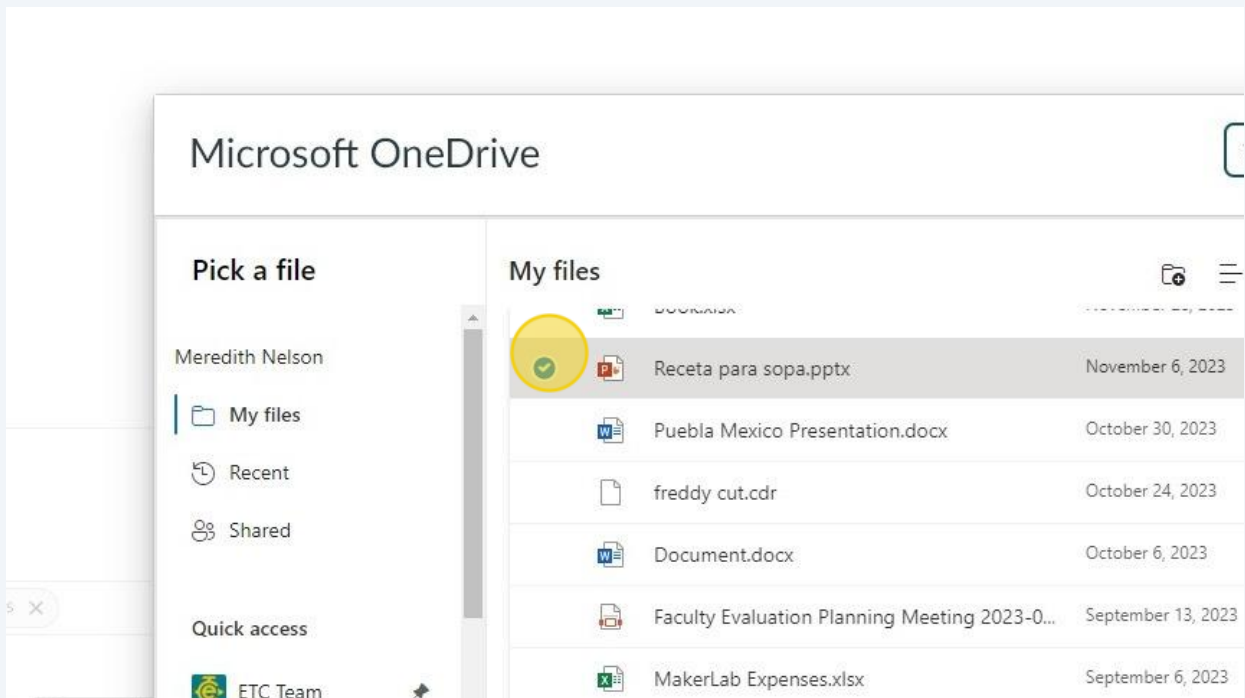 Microsoft OneDrive
Pick a file
My files
Book.xlsx
Meredith Nelson
Receta para sopa.pptx November 6, 2023
My files
Puebla Mexico Presentation.docx October 30, 2023
Recent
freddy cut.cdr October 24, 2023
Shared
Document.docx October 6, 2023
Faculty Evaluation Planning Meeting 2023-0... September 13, 2023
Quick access
MakerLab Expenses.xlsx September 6, 2023
ETC Team